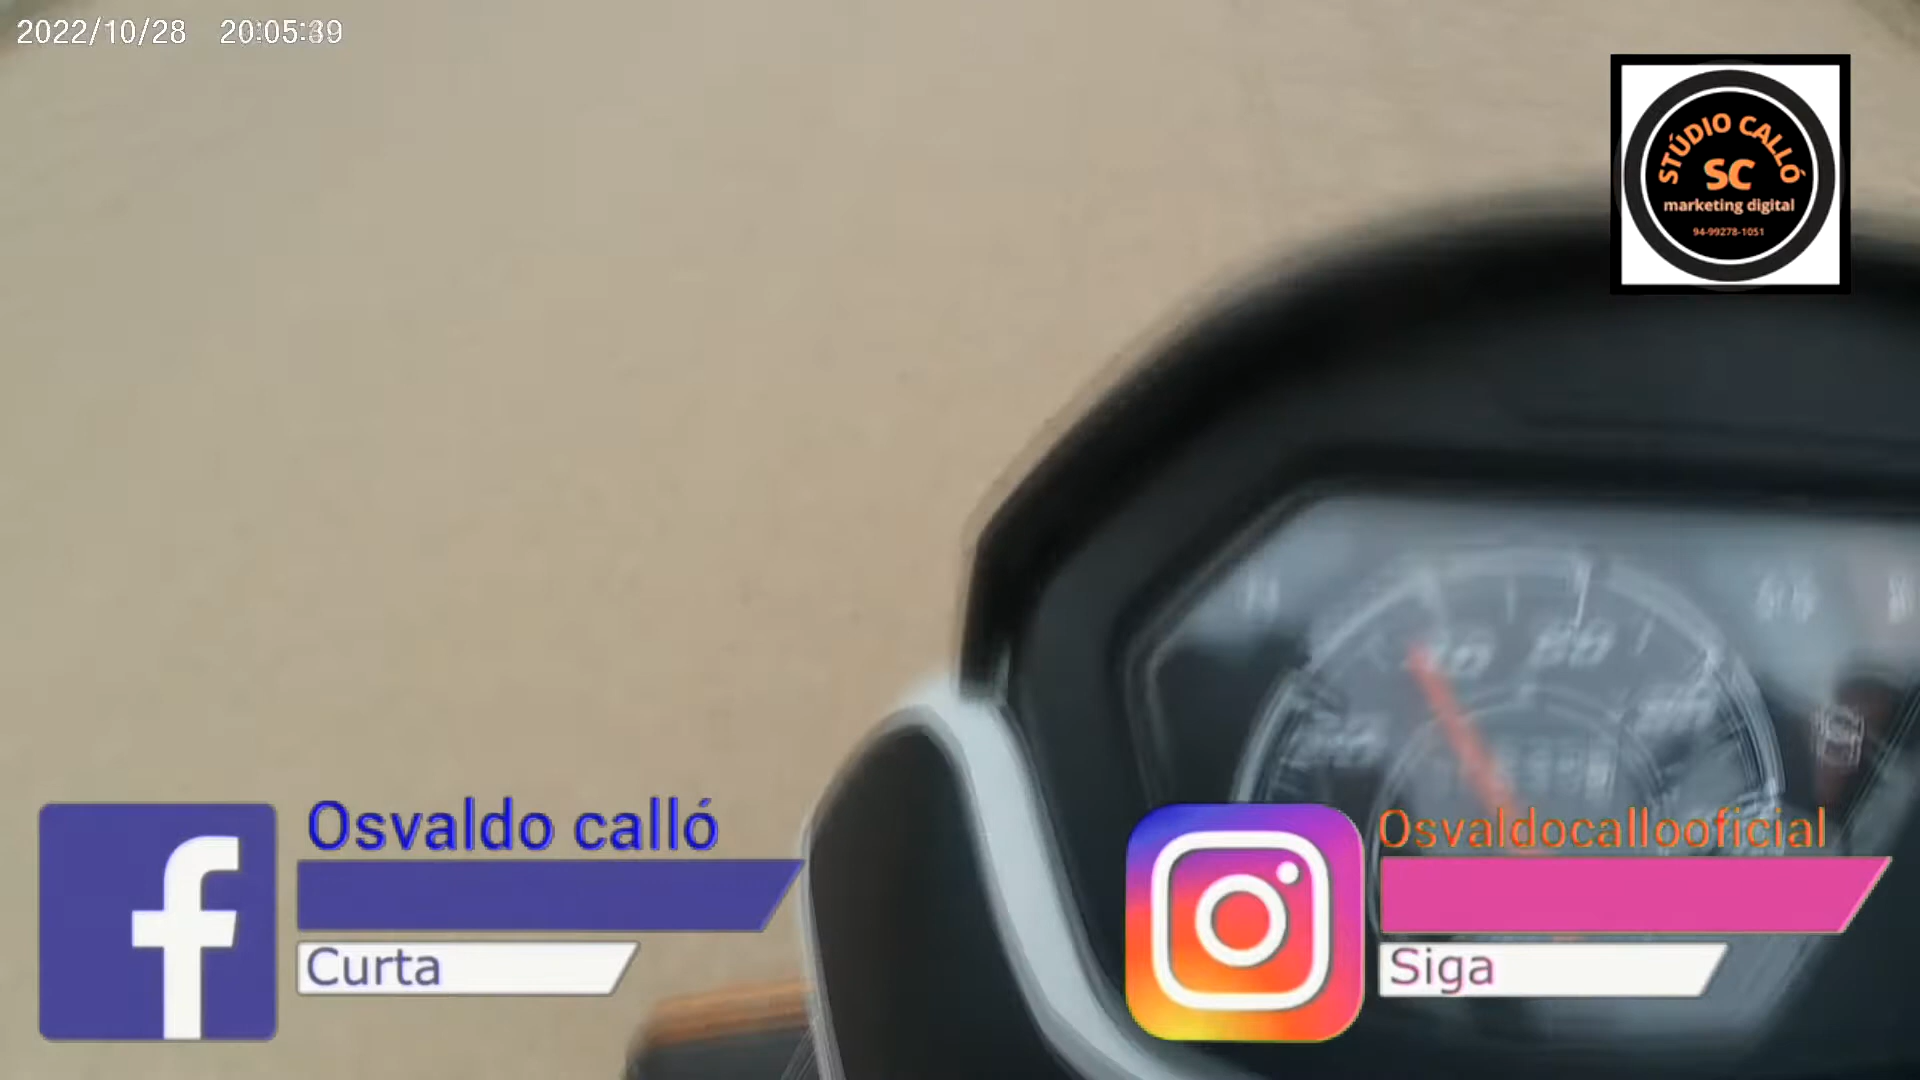 2022/10/28 20:05:39
STÚDIO CALLÓ
SC
marketing digital
94-99278-1051
Osvaldo calló
Curta
Osvaldocallooficial
Siga